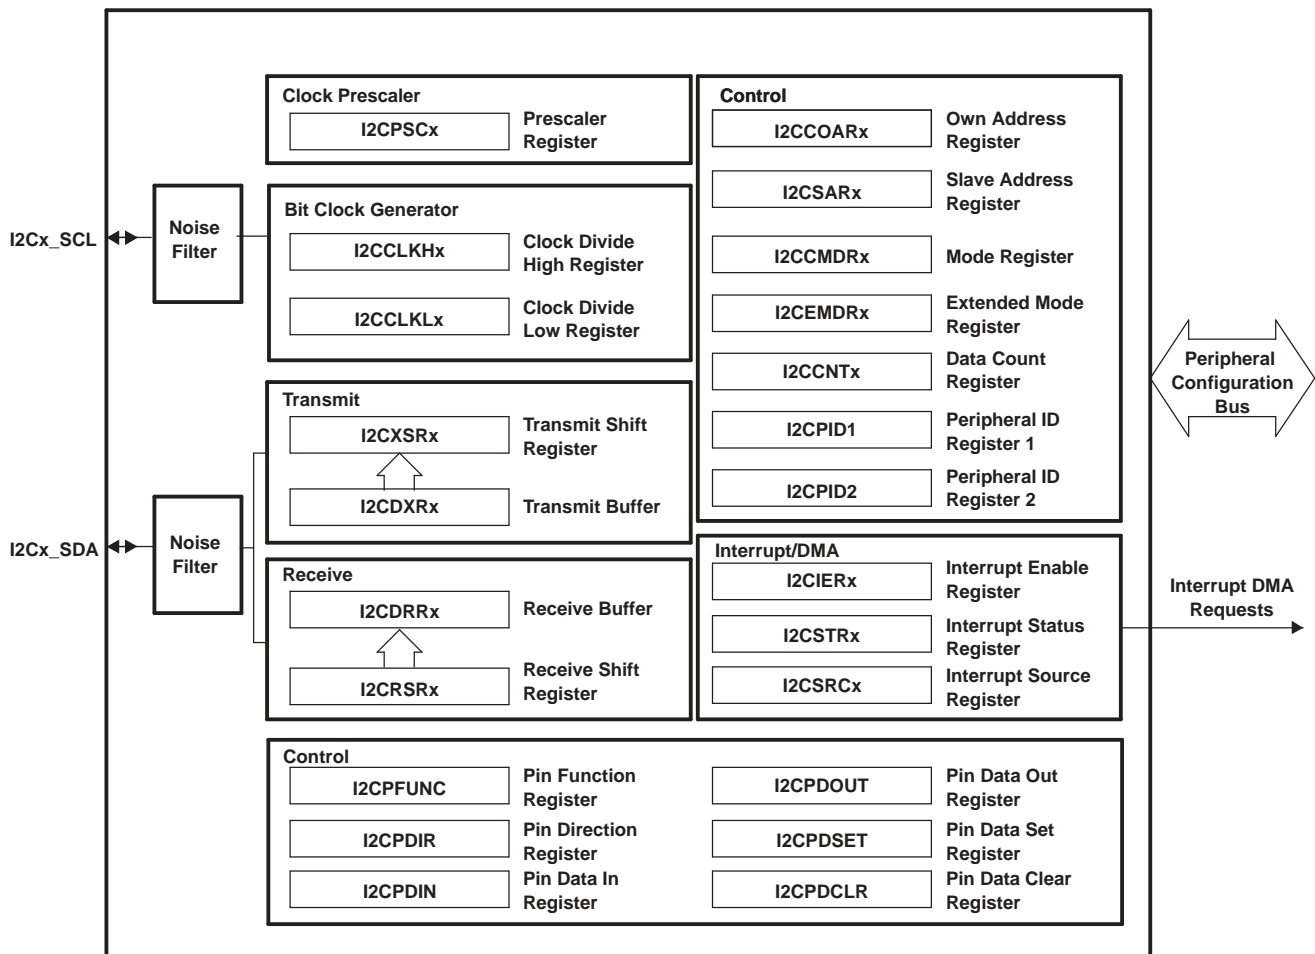 Clock Prescaler
I2CPSCx
Prescaler
Register
I2Cx_SCL
Noise
Filter
Bit Clock Generator
I2CCLKHx
Clock Divide
High Register
I2CCLKLx
Clock Divide
Low Register
Transmit
I2CXSRx
Transmit Shift
Register
I2CDXRx
Transmit Buffer
I2Cx_SDA
Noise
Filter
Receive
I2CDRRx
Receive Buffer
I2CRSRx
Receive Shift
Register
Control
I2CCOARx
Own Address
Register
I2CSARx
Slave Address
Register
I2CCMDRx
Mode Register
I2CEMDRx
Extended Mode
Register
I2CCNTx
Data Count
Register
I2CPID1
Peripheral ID
Register 1
I2CPID2
Peripheral ID
Register 2
Peripheral
Configuration
Bus
Interrupt/DMA
I2CIERx
Interrupt Enable
Register
I2CSTRx
Interrupt Status
Register
I2CSRCx
Interrupt Source
Register
Interrupt DMA
Requests
Control
I2CPFUNC
Pin Function
Register
I2CPDIR
Pin Direction
Register
I2CPDIN
Pin Data In
Register
I2CPDOUT
Pin Data Out
Register
I2CPDSET
Pin Data Set
Register
I2CPDCLR
Pin Data Clear
Register